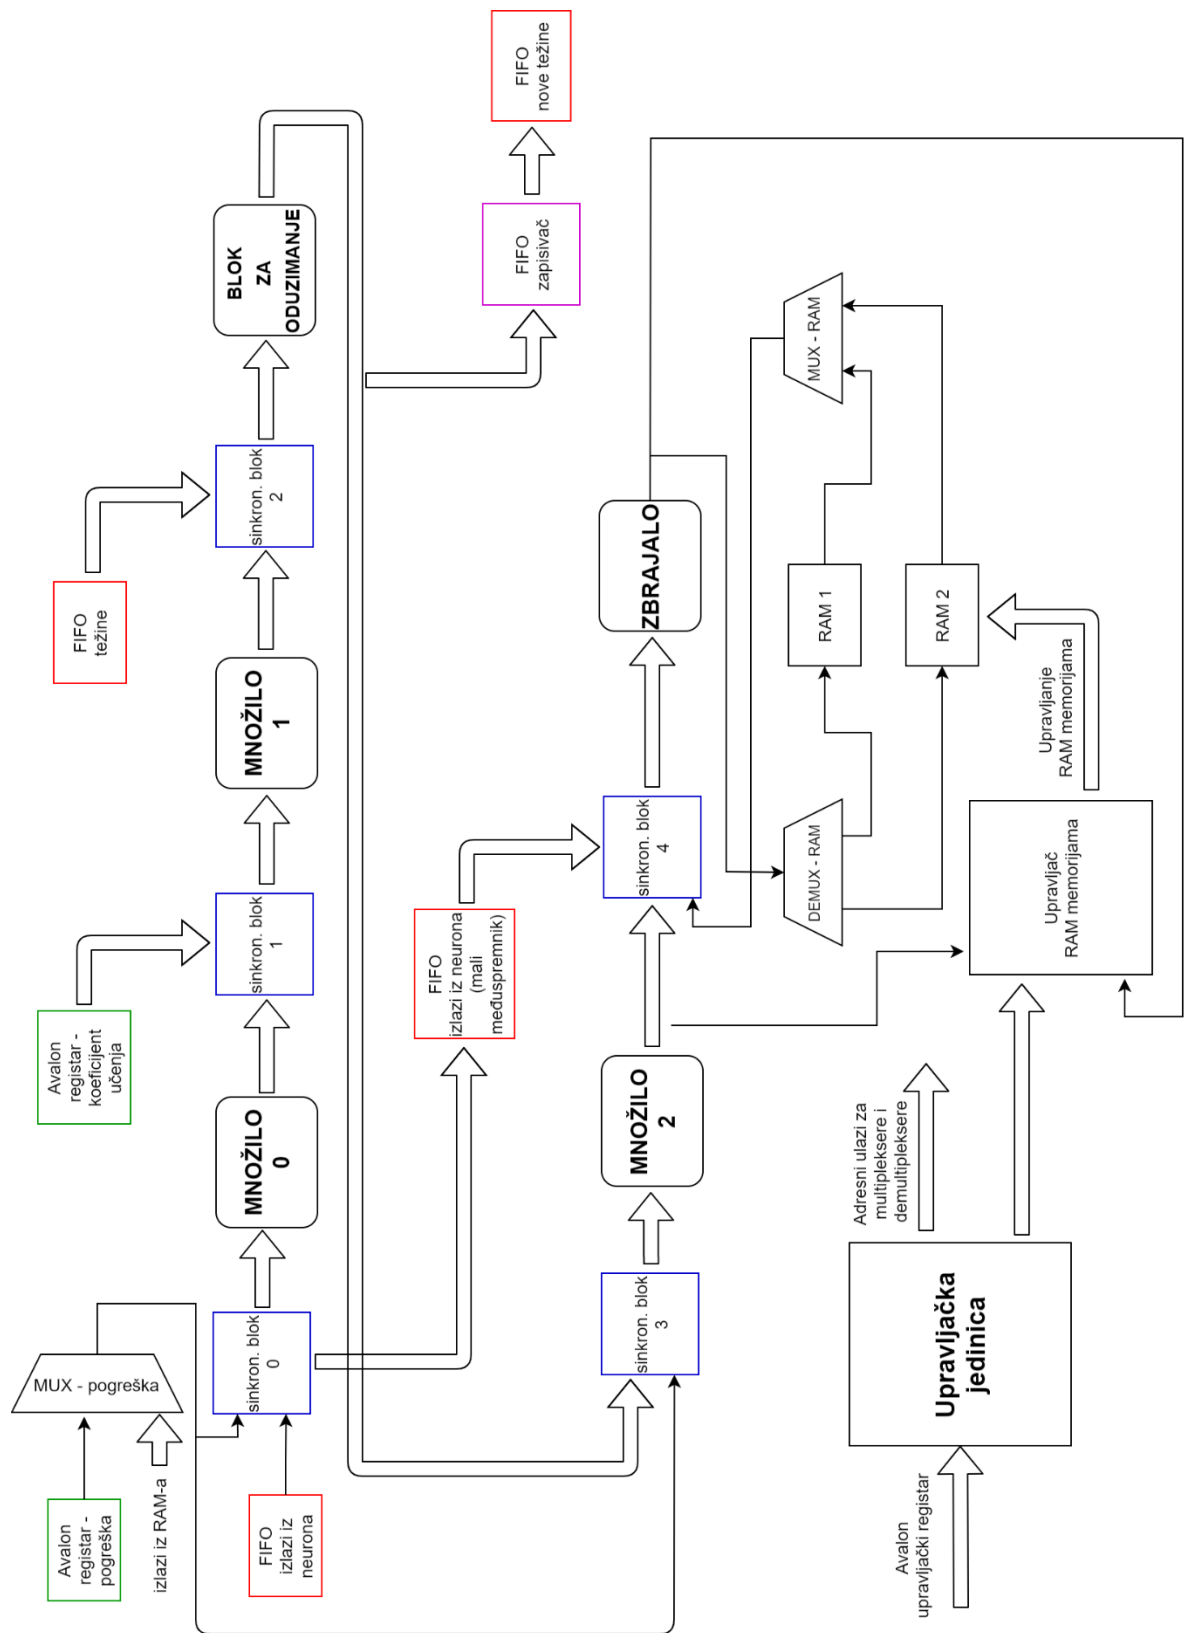 FIFO
nove težine
BLOK
ZA
ODUZIMANJE
FIFO
zapisivač
MUX - RAM
sinkron. blok
2
FIFO
težine
ZBRAJALO
RAM 1
RAM 2
MNOŽILO
1
Upravljanje
RAM memorijama
sinkron. blok
4
DEMUX - RAM
Upravljač
RAM memorijama
sinkron. blok
1
FIFO
izlazi iz neurona
(mali
međuspremnik)
Avalon
registar -
koeficijent
učenja
MNOŽILO
0
MNOŽILO
2
Adresni ulazi za
multipleksere i
demultipleksere
sinkron. blok
0
sinkron. blok
3
Upravljačka
jedinica
MUX - pogreška
Avalon
registar -
pogreška
izlazi iz RAM-a
FIFO
izlazi iz
neurona
Avalon
upravljački registar